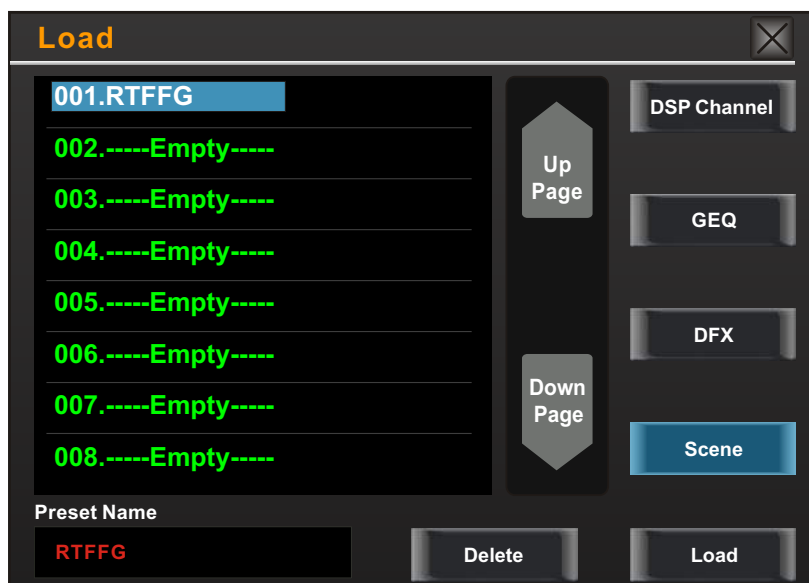 Load
001.RTFFG
002.-----Empty-----
003.-----Empty-----
004.-----Empty-----
005.-----Empty-----
006.-----Empty-----
007.-----Empty-----
008.-----Empty-----
Up
Page
Down
Page
DSP Channel
GEQ
DFX
Scene
Preset Name
RTFFG
Delete
Load